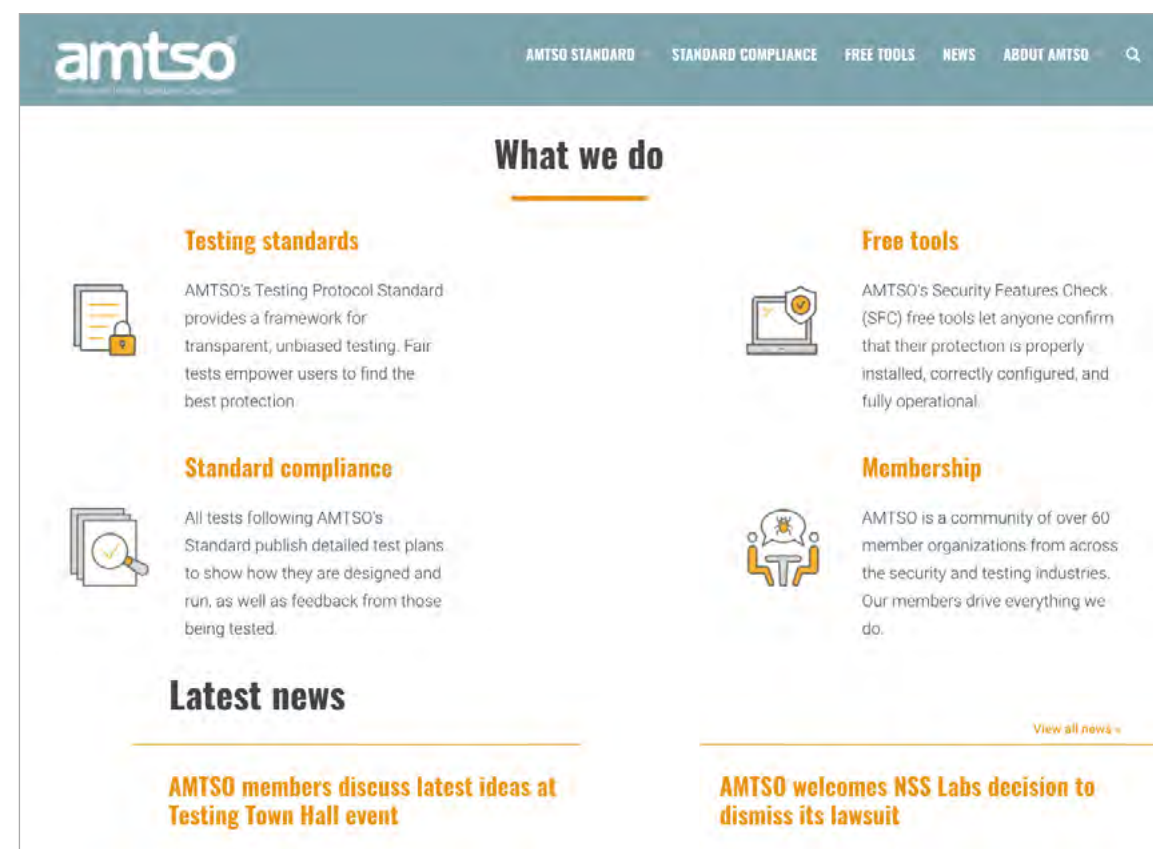 amtso
AMTSO STANDARD
STANDARD COMPLIANCE
FREE TOOLS
NEWS
ABOUT AMTSO
What we do
Testing standards
AMTSO's Testing Protocol Standard
provides a framework for
transparent, unbiased testing. Fair
tests empower users to find the
best protection.
Free tools
AMTSO's Security Features Check
(SFC) free tools let anyone confirm
that their protection is properly
installed, correctly configured, and
fully operational.
Standard compliance
All tests following AMTSO's
Standard publish detailed test plans
to show how they are designed and
run, as well as feedback from those
being tested.
Membership
AMTSO is a community of over 60
member organizations from across
the security and testing industries.
Our members drive everything we
do.
Latest news
View all news »
AMTSO members discuss latest ideas at
Testing Town Hall event
AMTSO welcomes NSS Labs decision to
dismiss its lawsuit